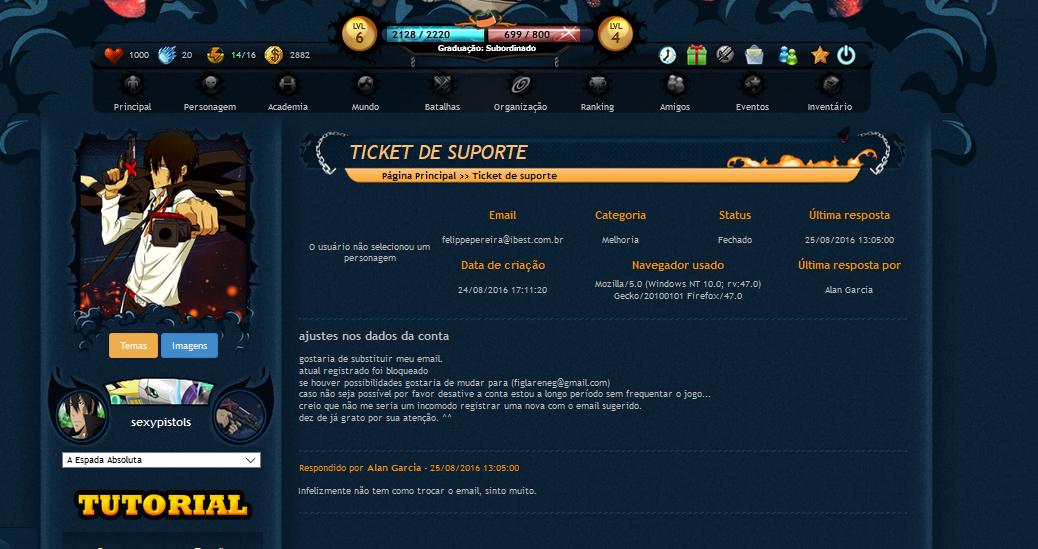 LVL
6
2128 / 2220
699 / 800
LVL
4
Graduação: Subordinado
1000
20
14/16
2882
Principal
Personagem
Academia
Mundo
Batalhas
Organização
Ranking
Amigos
Eventos
Inventário
TICKET DE SUPORTE
Página Principal >> Ticket de suporte
O usuário não selecionou um
personagem
Email
Categoria
Status
Última resposta
felippepereira@ibest.com.br
Melhoria
Fechado
25/08/2016 13:05:00
Data de criação
Navegador usado
Última resposta por
24/08/2016 17:11:20
Mozilla/5.0 (Windows NT 10.0; rv:47.0)
Gecko/20100101 Firefox/47.0
Alan Garcia
Temas
Imagens
sexypistols
A Espada Absoluta
TUTORIAL
ajustes nos dados da conta
gostaria de substituir meu email.
atual registrado foi bloqueado
se houver possibilidades gostaria de mudar para (figlareneg@gmail.com)
caso não seja possível por favor desative a conta estou a longo período sem frequentar o jogo...
creio que não me seria um incomodo registrar uma nova com o email sugerido.
dez de já grato por sua atenção. ^^
Respondido por Alan Garcia - 25/08/2016 13:05:00
Infelizmente não tem como trocar o email, sinto muito.